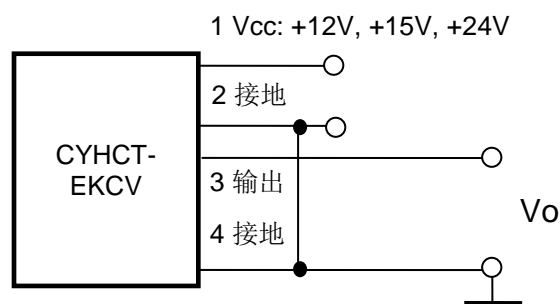 1 Vcc: +12V, +15V, +24V
2 接地
CYHCT-
EKCV
3 输出
4 接地
Vo